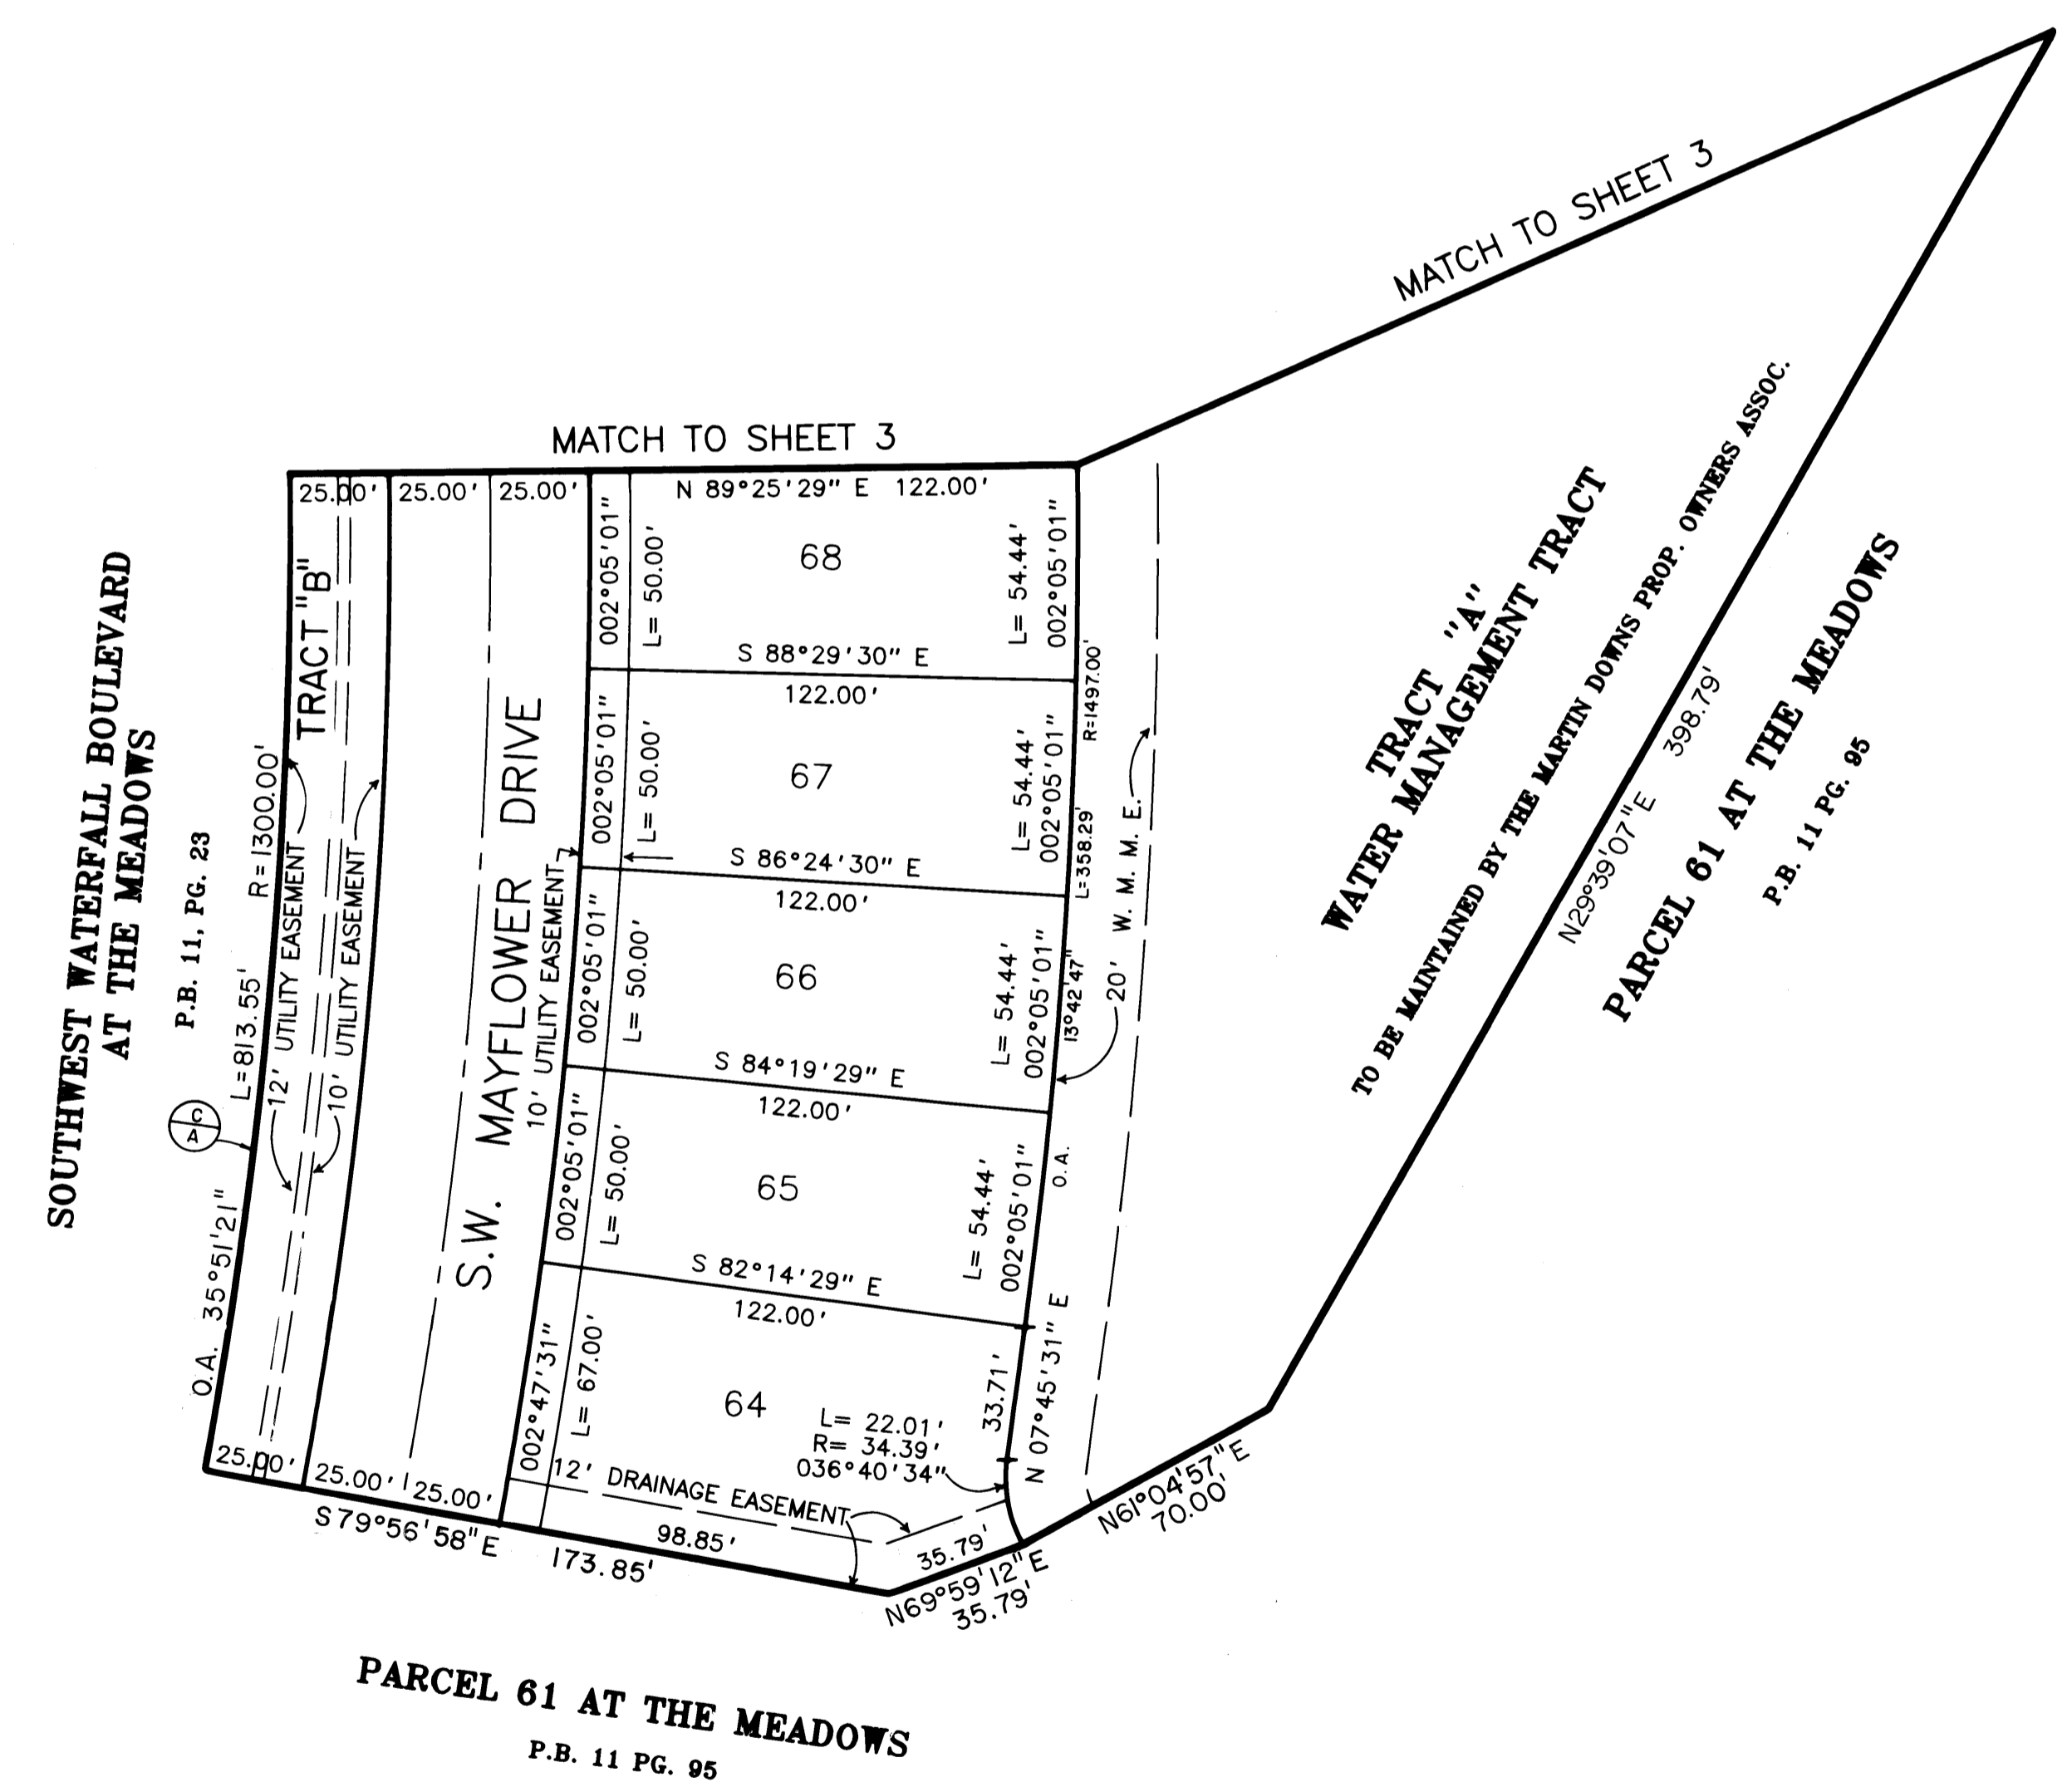 MATCH TO SHEET 3
MATCH TO SHEET 3
25.00' 25.00' 25.00' N 89°25'29" E 122.00'
SOUTHWEST WATERFALL BOULEVARD
AT THE MEADOWS
P.B. 11, PG. 23
R=1300.00'
L=813.55'
C
A
O.A. 35°51'21"
TRACT "B"
12' UTILITY EASEMENT
10' UTILITY EASEMENT
S.W. MAYFLOWER DRIVE
10' UTILITY EASEMENT
002°05'01"
L= 50.00'
68
L= 54.44'
002°05'01"
S 88°29'30" E
122.00'
002°05'01"
L= 50.00'
67
L= 54.44'
002°05'01"
S 86°24'30" E
122.00'
002°05'01"
L= 50.00'
66
L= 54.44'
002°05'01"
S 84°19'29" E
122.00'
002°05'01"
L= 50.00'
65
L= 54.44'
002°05'01"
S 82°14'29" E
122.00'
002°47'31"
L= 67.00'
64
33.71'
N 07°45'31" E
L= 22.01'
R= 34.39'
036°40'34"
12' DRAINAGE EASEMENT
98.85'
35.79'
R=1497.00'
L=358.29'
13°42'47"
O.A.
20' W. M. M. E.
25.00' 25.00' 25.00'
S 79°56'58" E
173.85'
N69°59'12"E
35.79'
N61°04'57"E
70.00'
TRACT "A"
WATER MANAGEMENT TRACT
TO BE MAINTAINED BY THE MARTIN DOWNS PROP. OWNERS ASSOC.
N29°39'07"E 398.79'
PARCEL 61 AT THE MEADOWS
P.B. 11 PG. 95
PARCEL 61 AT THE MEADOWS
P.B. 11 PG. 95